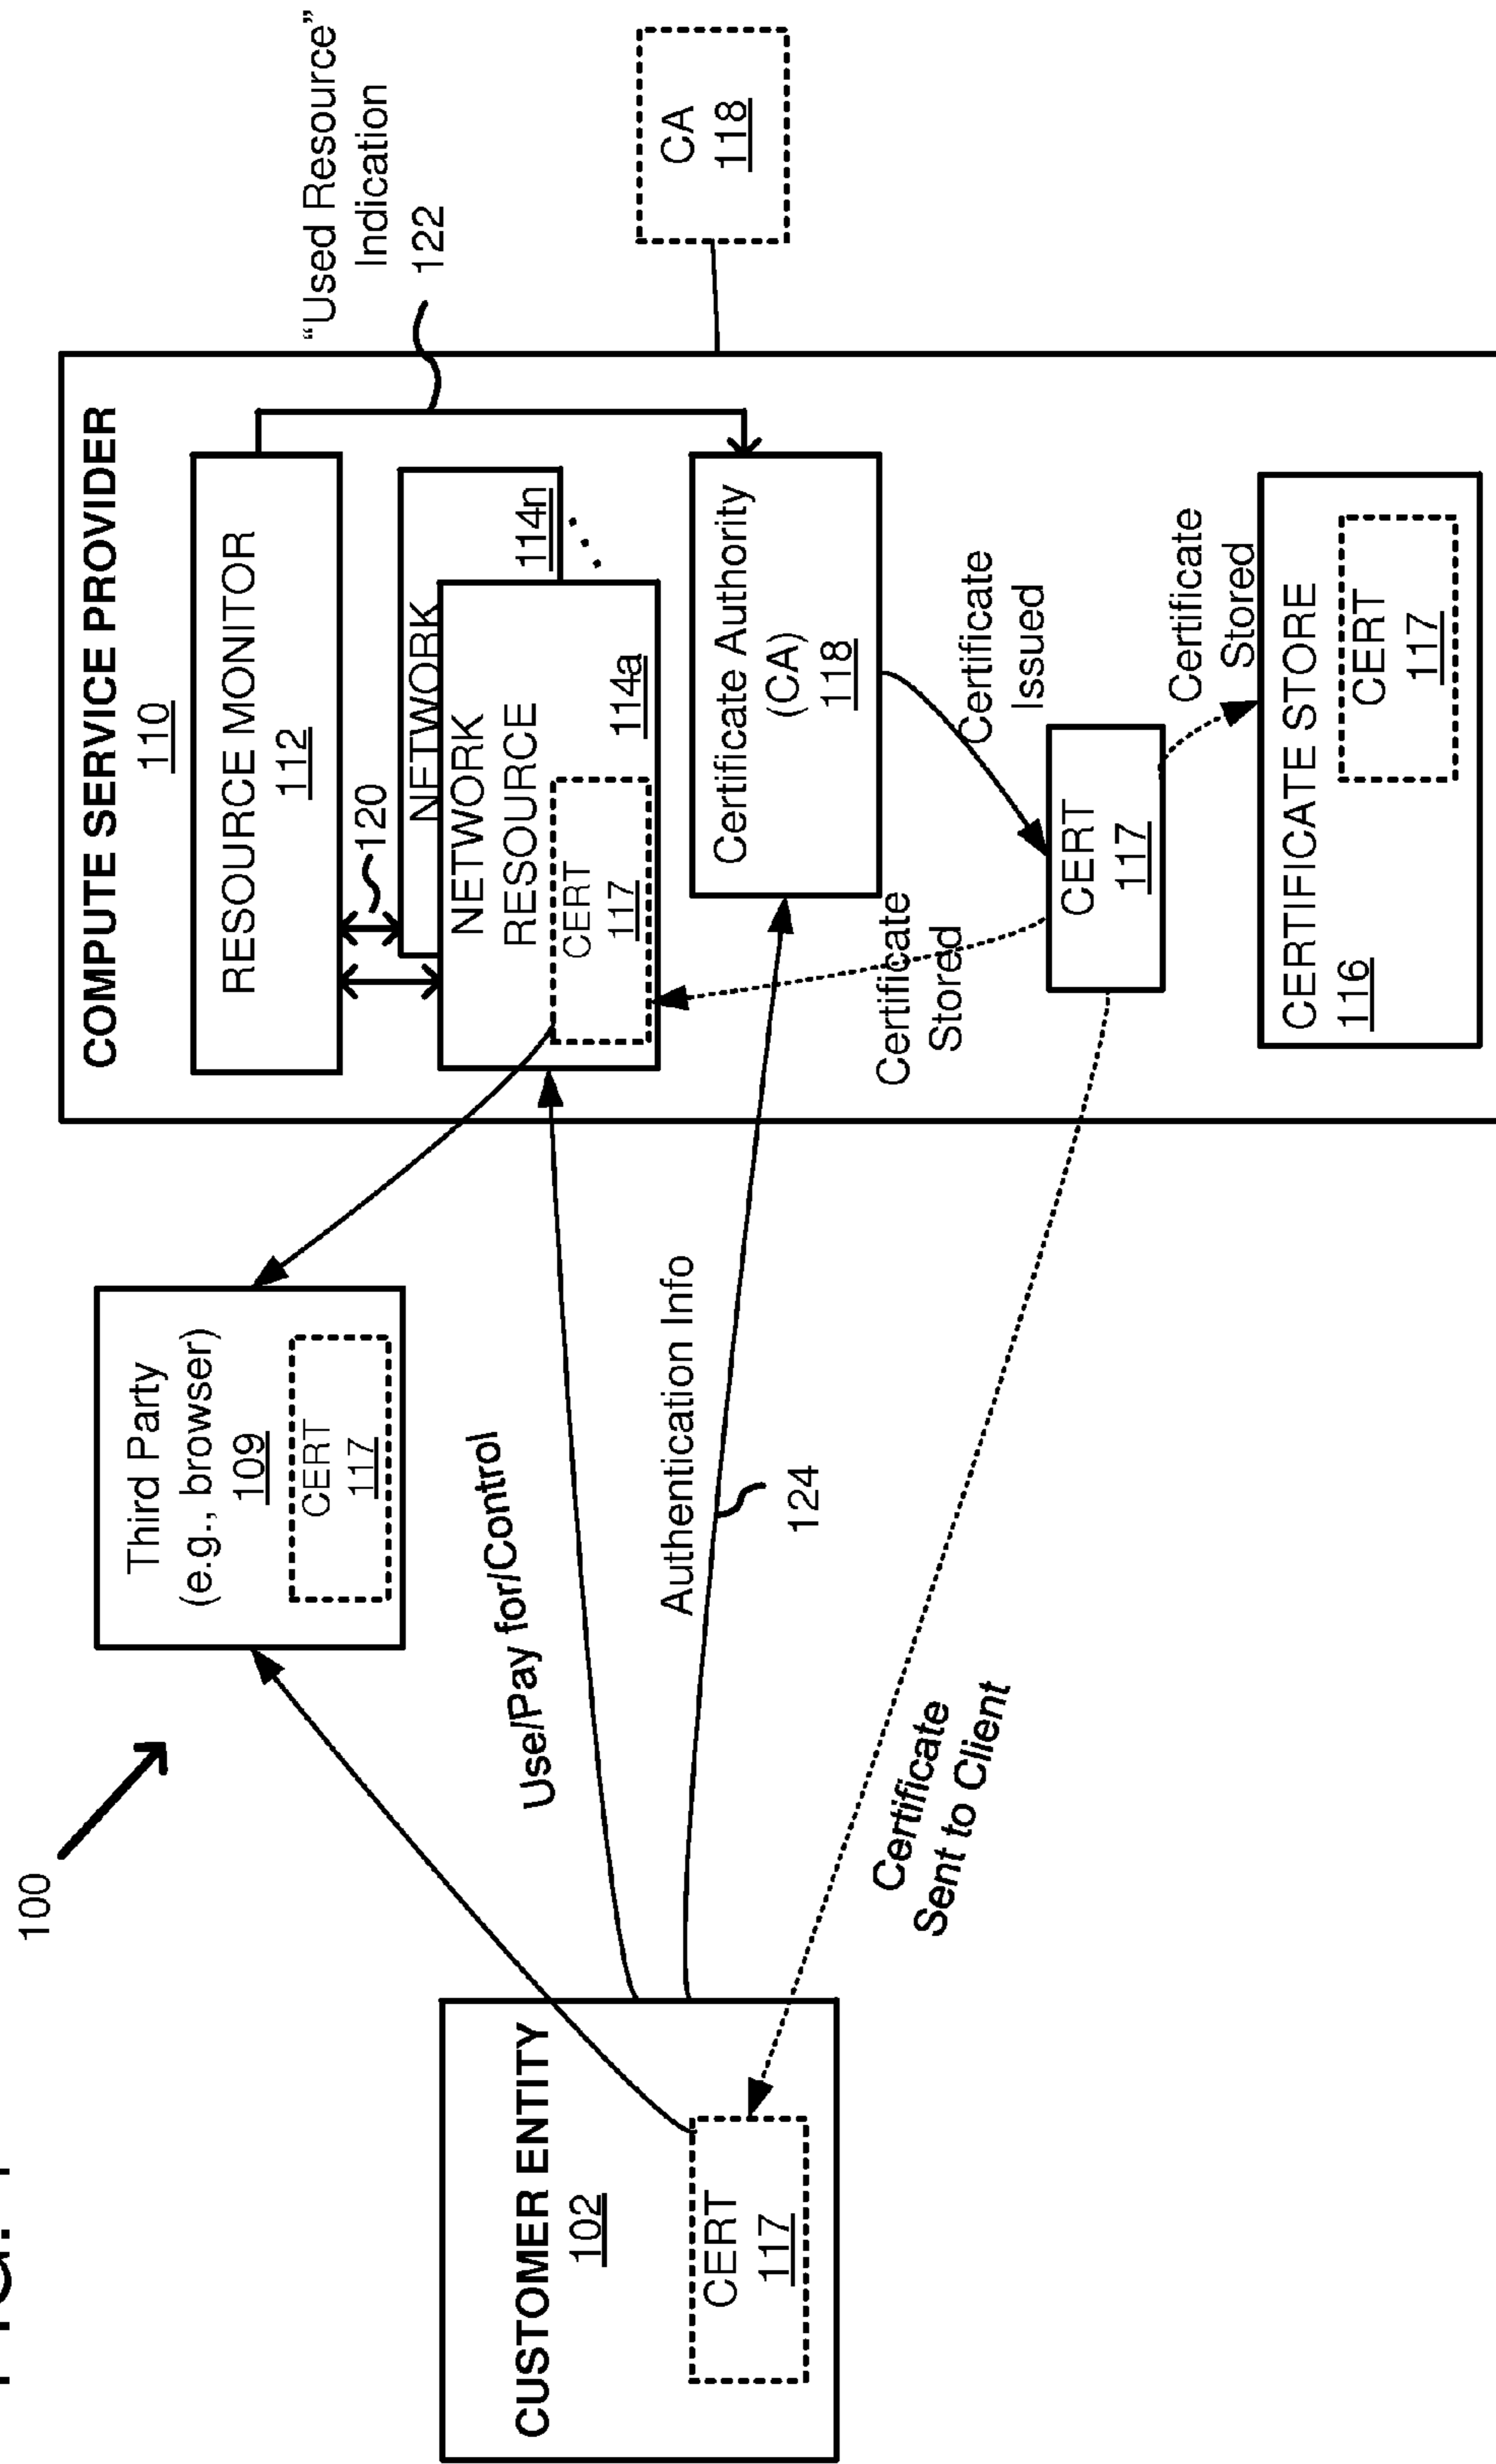 100
CUSTOMER ENTITY
102
CERT
117
Third Party
(e.g., browser)
109
CERT
117
Use/Pay for/Control
Authentication Info
124
Certificate
Sent to Client
COMPUTE SERVICE PROVIDER
110
RESOURCE MONITOR
112
120
NETWORK
114n
NETWORK
RESOURCE
114a
CERT
117
Certificate Authority
(CA)
118
Certificate
Stored
Certificate
Issued
CERT
117
Certificate
Stored
CERTIFICATE STORE
116
CERT
117
“Used Resource”
Indication
122
CA
118